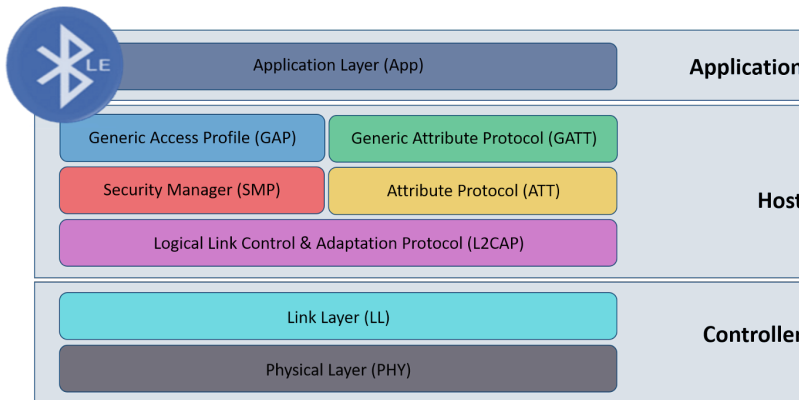 LE
Application Layer (App)
Application
Generic Access Profile (GAP)
Generic Attribute Protocol (GATT)
Security Manager (SMP)
Attribute Protocol (ATT)
Host
Logical Link Control & Adaptation Protocol (L2CAP)
Link Layer (LL)
Controller
Physical Layer (PHY)